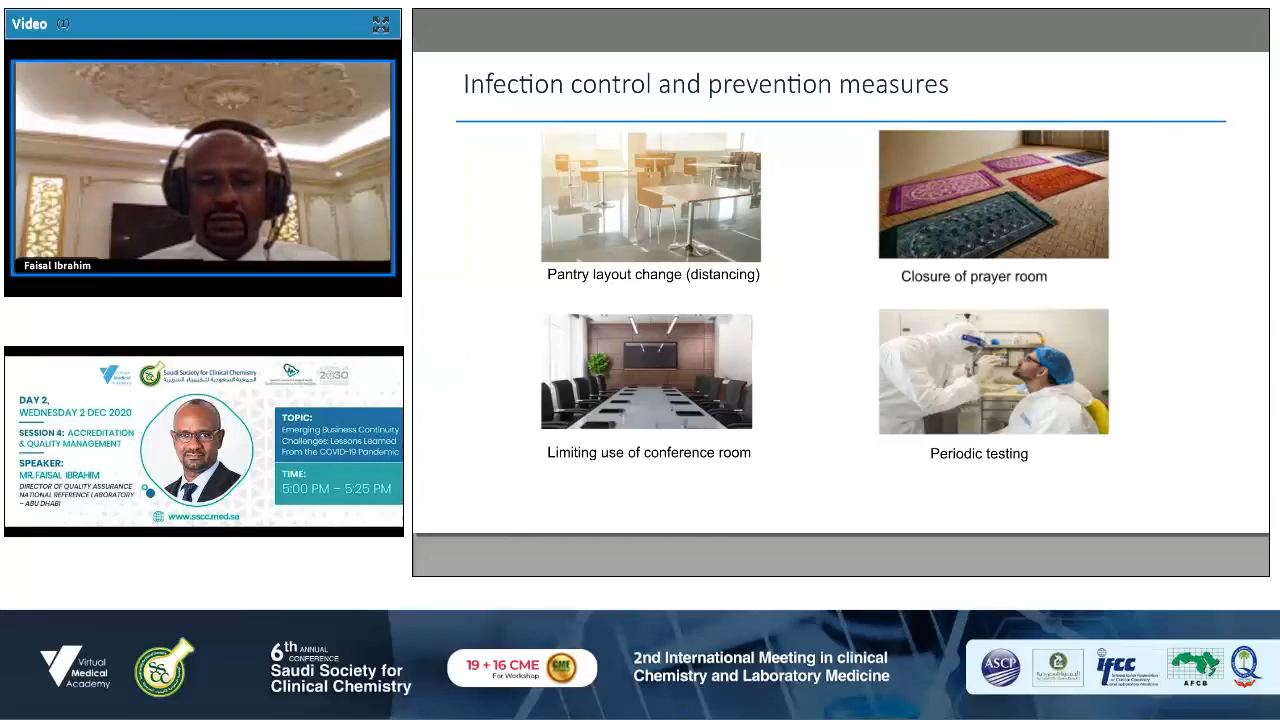 Video (1)
Faisal Ibrahim
Infection control and prevention measures
Pantry layout change (distancing)
Closure of prayer room
Limiting use of conference room
Periodic testing
Virtual
Medical
Academy
Saudi Society for Clinical Chemistry
الجمعية السعودية للكيمياء السريرية
2030
DAY 2,
WEDNESDAY 2 DEC 2020
SESSION 4: ACCREDITATION
& QUALITY MANAGEMENT
SPEAKER:
MR. FAISAL IBRAHIM
DIRECTOR OF QUALITY ASSURANCE
NATIONAL REFERENCE LABORATORY
– ABU DHABI
TOPIC:
Emerging Business Continuity
Challenges: Lessons Learned
From the COVID-19 Pandemic
TIME:
5:00 PM – 5:25 PM
www.sscc.med.sa
Virtual
Medical
Academy
6th ANNUAL
CONFERENCE
Saudi Society for
Clinical Chemistry
19 + 16 CME
For Workshop
CME
2nd International Meeting in clinical
Chemistry and Laboratory Medicine
ASCP
IFCC
AFCB